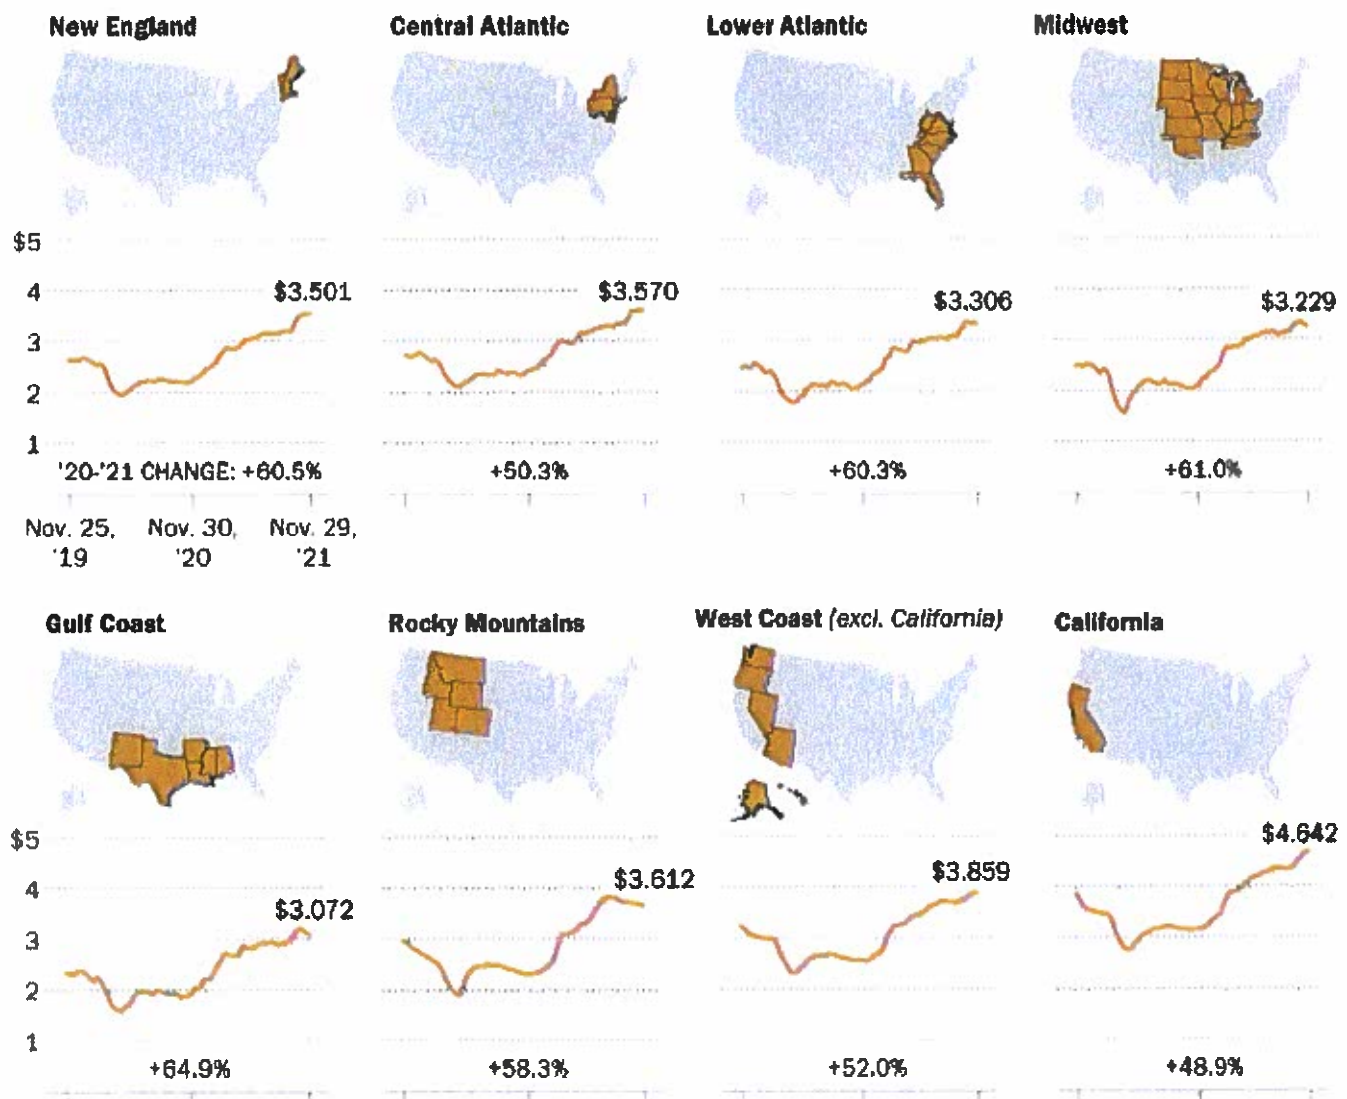 New England Central Atlantic Lower Atlantic Midwest
$5
4 $3.501 $3.570 $3.306 $3.229
3
2
1
'20-'21 CHANGE: +60.5% +50.3% +60.3% +61.0%
Nov. 25, Nov. 30, Nov. 29,
'19 '20 '21
Gulf Coast Rocky Mountains West Coast (excl. California) California
$5 $4.642
4 $3.072 $3.612 $3.859
3
2
1
+64.9% +58.3% +52.0% +48.9%